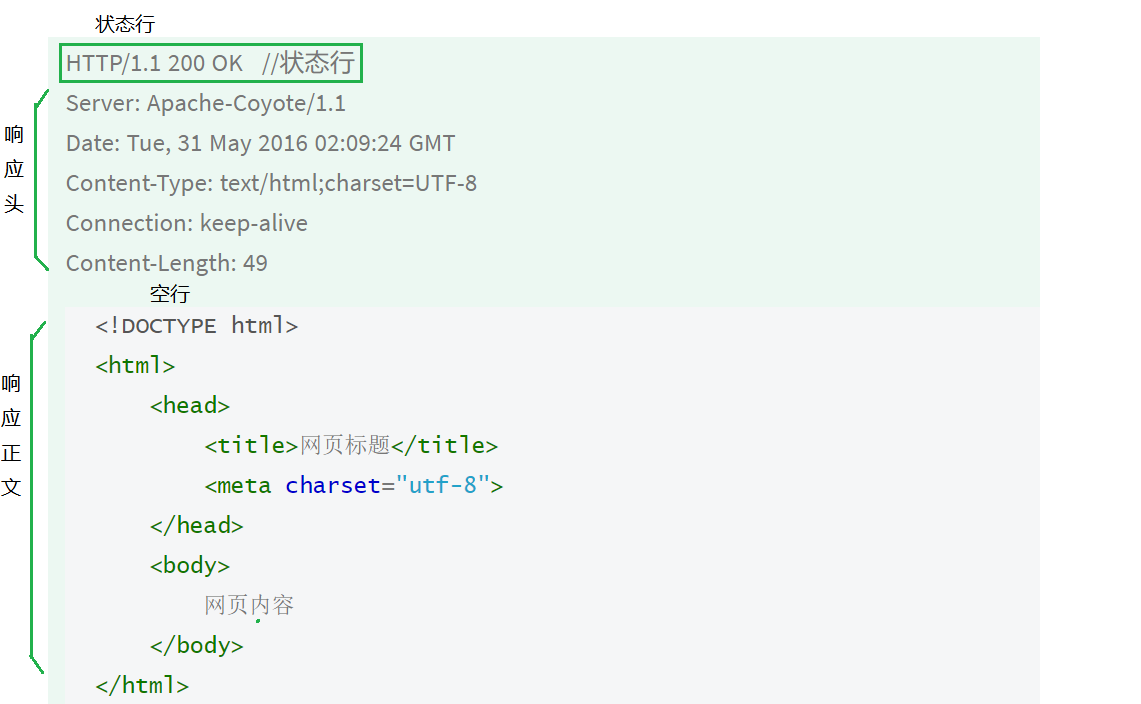 状态行
HTTP/1.1 200 OK   //状态行
Server: Apache-Coyote/1.1
Date: Tue, 31 May 2016 02:09:24 GMT
Content-Type: text/html;charset=UTF-8
Connection: keep-alive
Content-Length: 49
响应头
空行
<!DOCTYPE html>
<html>
<head>
<title>网页标题</title>
<meta charset="utf-8">
</head>
<body>
网页内容
</body>
</html>
响应正文